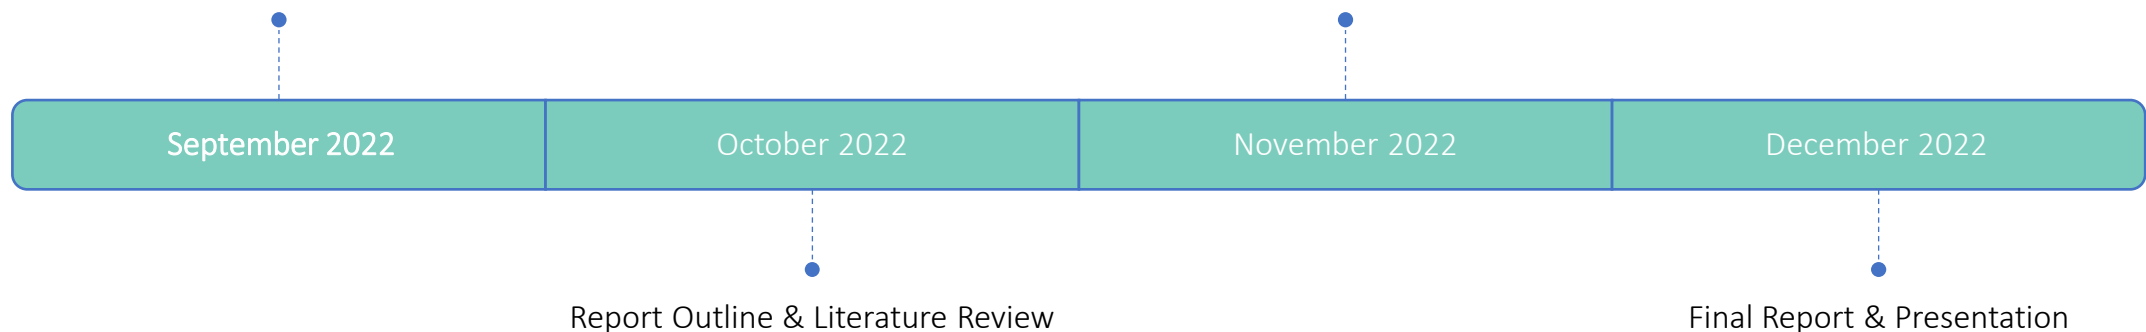 September 2022
October 2022
November 2022
December 2022
Report Outline & Literature Review
Final Report & Presentation